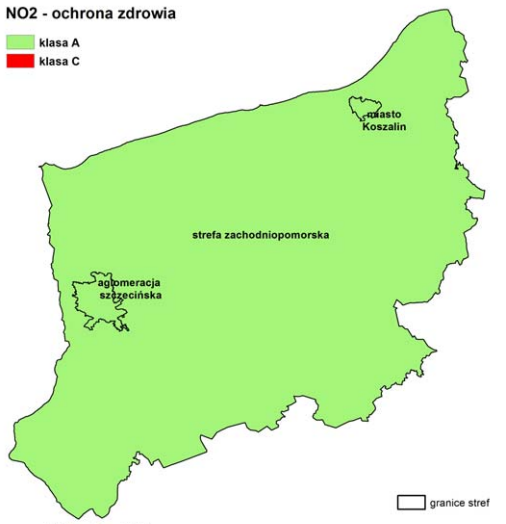 NO2 - ochrona zdrowia
klasa A
klasa C
miasto
Koszalin
strefa zachodniopomorska
aglomeracja
szczecińska
granice stref